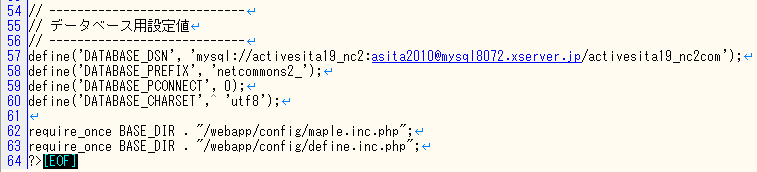 54 // ----------------------------
55 // データベース用設定値
56 // ----------------------------
57 define('DATABASE_DSN', 'mysql://activesita19_nc2:asita2010@mysql8072.xserver.jp/activesita19_nc2com');
58 define('DATABASE_PREFIX', 'netcommons2_');
59 define('DATABASE_PCONNECT', 0);
60 define('DATABASE_CHARSET', 'utf8');
61
62 require_once BASE_DIR . "/webapp/config/maple.inc.php";
63 require_once BASE_DIR . "/webapp/config/define.inc.php";
64 ?>[EOF]